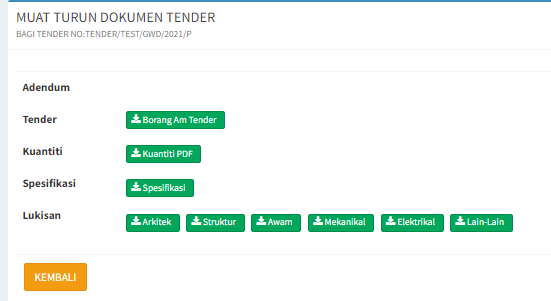 MUAT TURUN DOKUMEN TENDER
BAGI TENDER NO:TENDER/TEST/GWD/2021/P
Adendum
Tender Borang Am Tender
Kuantiti Kuantiti PDF
Spesifikasi Spesifikasi
Lukisan Arkitek Struktur Awam Mekanikal Elektrikal Lain-Lain
KEMBALI